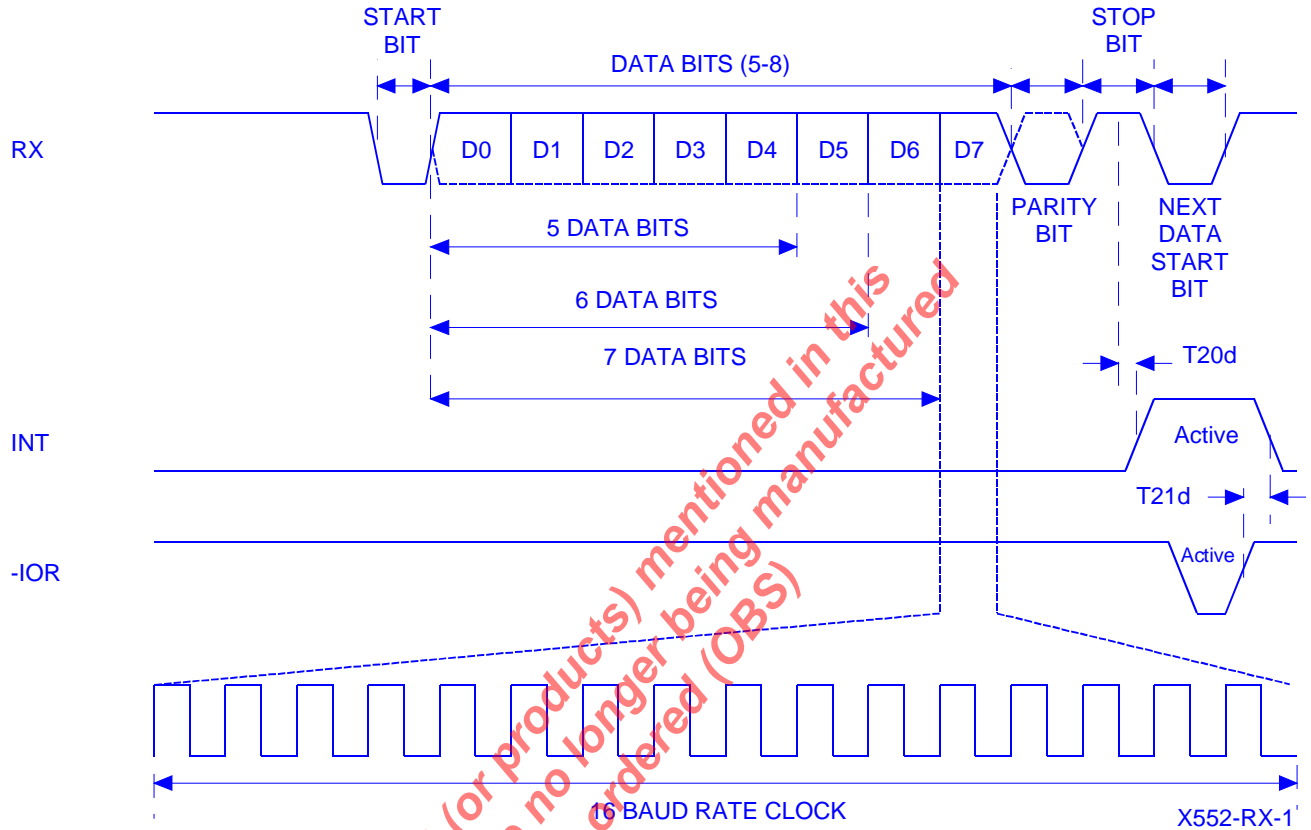 START
BIT
STOP
BIT
DATA BITS (5-8)
RX
D0 D1 D2 D3 D4 D5 D6 D7
PARITY
BIT
NEXT
DATA
START
BIT
5 DATA BITS
6 DATA BITS
7 DATA BITS
T20d
INT
Active
T21d
-IOR
Active
16 BAUD RATE CLOCK
X552-RX-1
(or products) mentioned in this
no longer being manufactured
ordered (OBS)